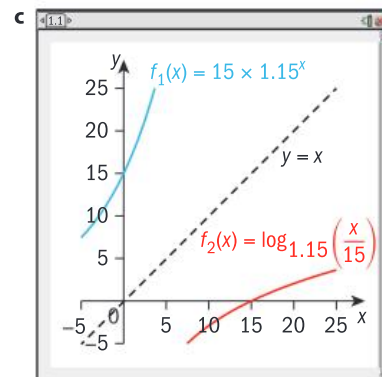 c
1.1
y
f₁(x) = 15 × 1.15ˣ
25
20
15
10
5
y = x
f₂(x) = log₁.₁₅ (x/15)
0
−5 5 10 15 20 25 x
−5